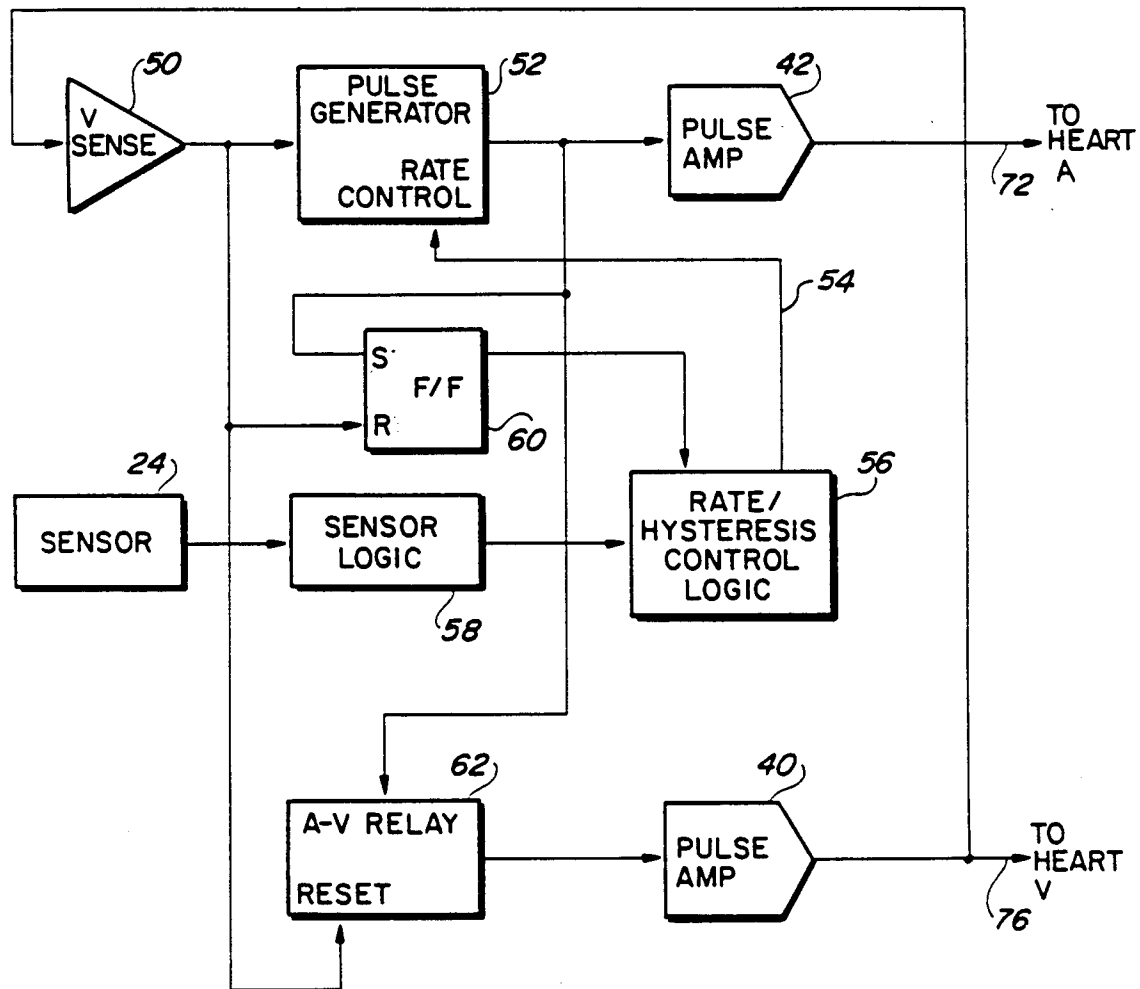 50
V
SENSE
52
PULSE
GENERATOR
RATE
CONTROL
42
PULSE
AMP
TO
HEART
A
72
54
S
F/F
R
60
24
SENSOR
SENSOR
LOGIC
58
56
RATE/
HYSTERESIS
CONTROL
LOGIC
62
A-V RELAY
RESET
40
PULSE
AMP
TO
HEART
V
76